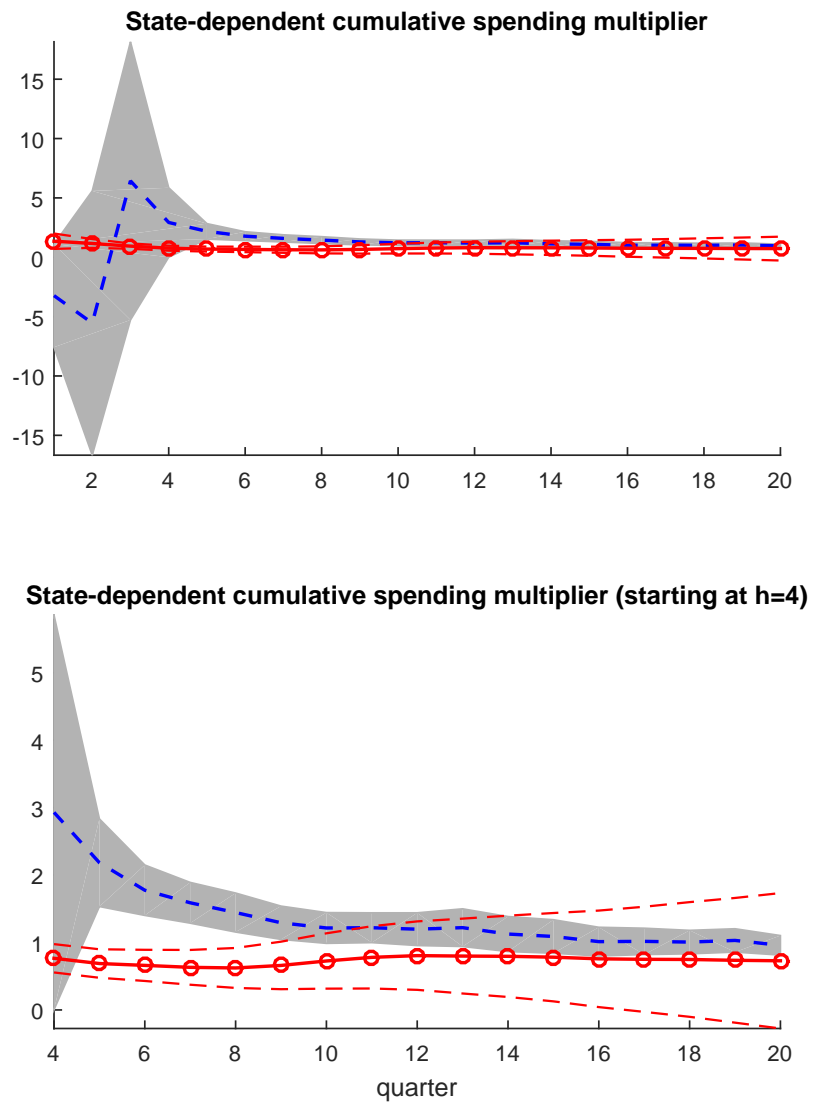 State-dependent cumulative spending multiplier
15
10
5
0
-5
-10
-15
2 4 6 8 10 12 14 16 18 20
State-dependent cumulative spending multiplier (starting at h=4)
5
4
3
2
1
0
4 6 8 10 12 14 16 18 20
quarter